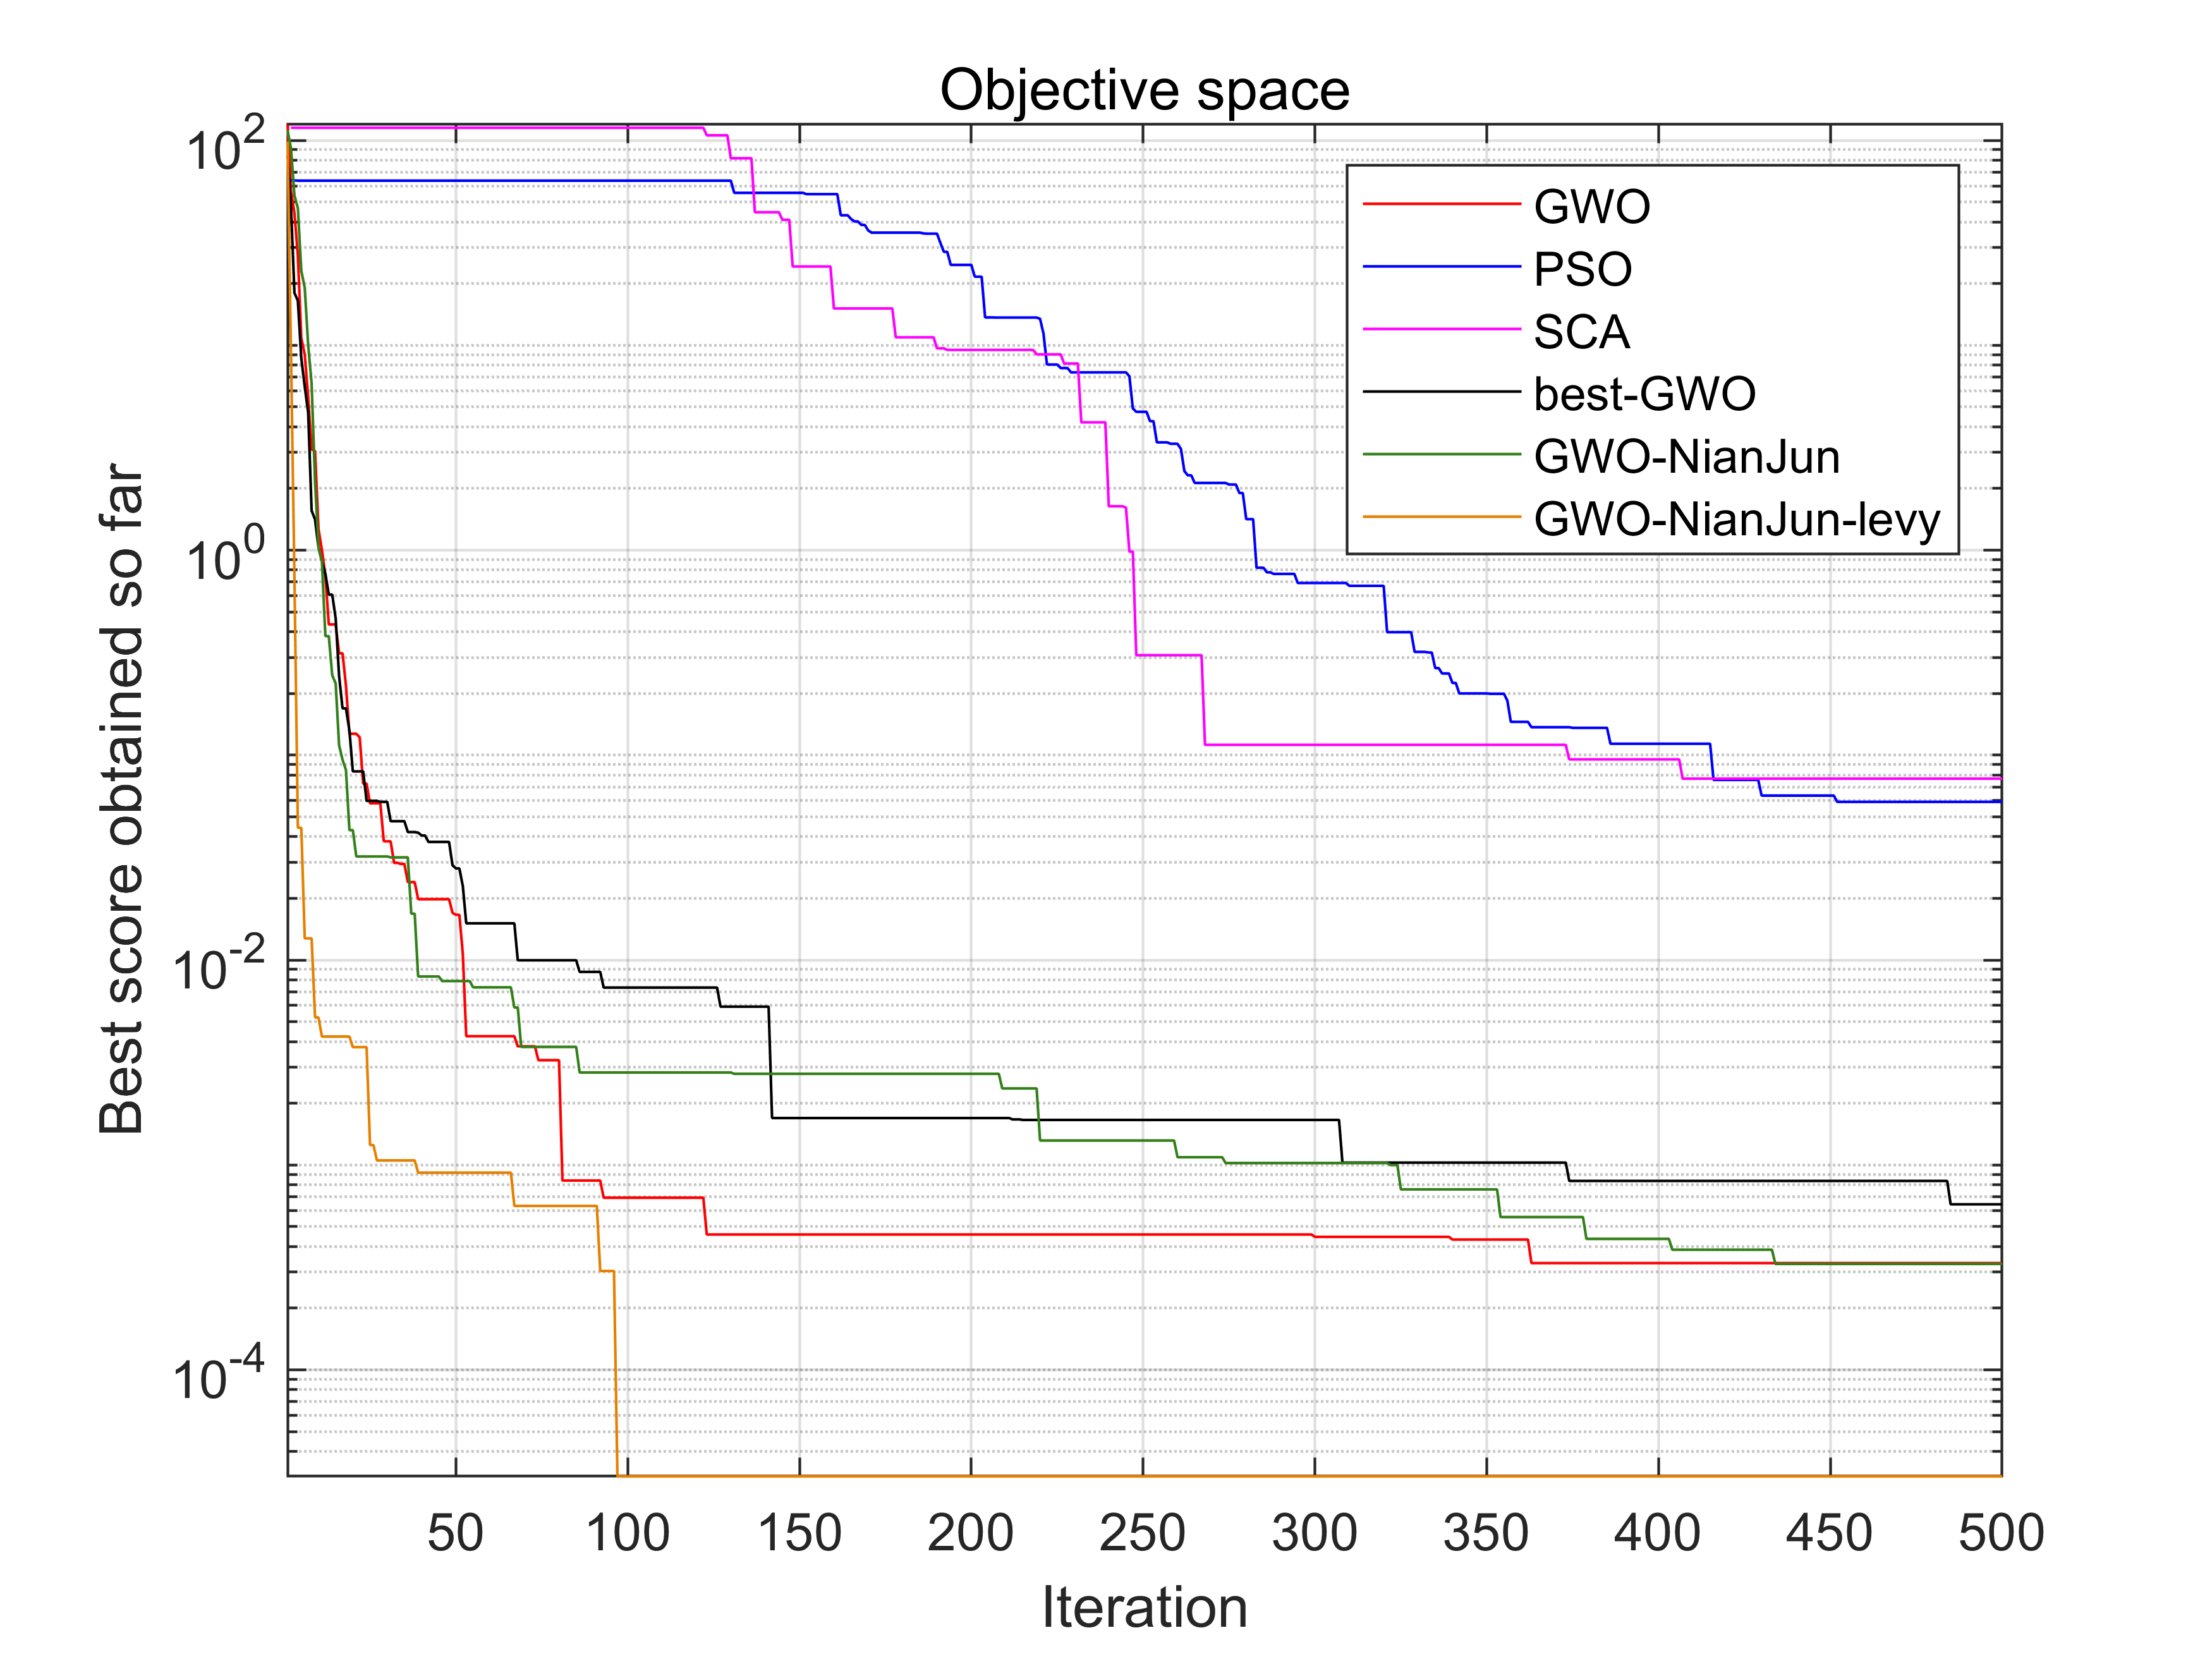 Objective space
10^2
10^0
10^-2
10^-4
Best score obtained so far
GWO
PSO
SCA
best-GWO
GWO-NianJun
GWO-NianJun-levy
50 100 150 200 250 300 350 400 450 500
Iteration